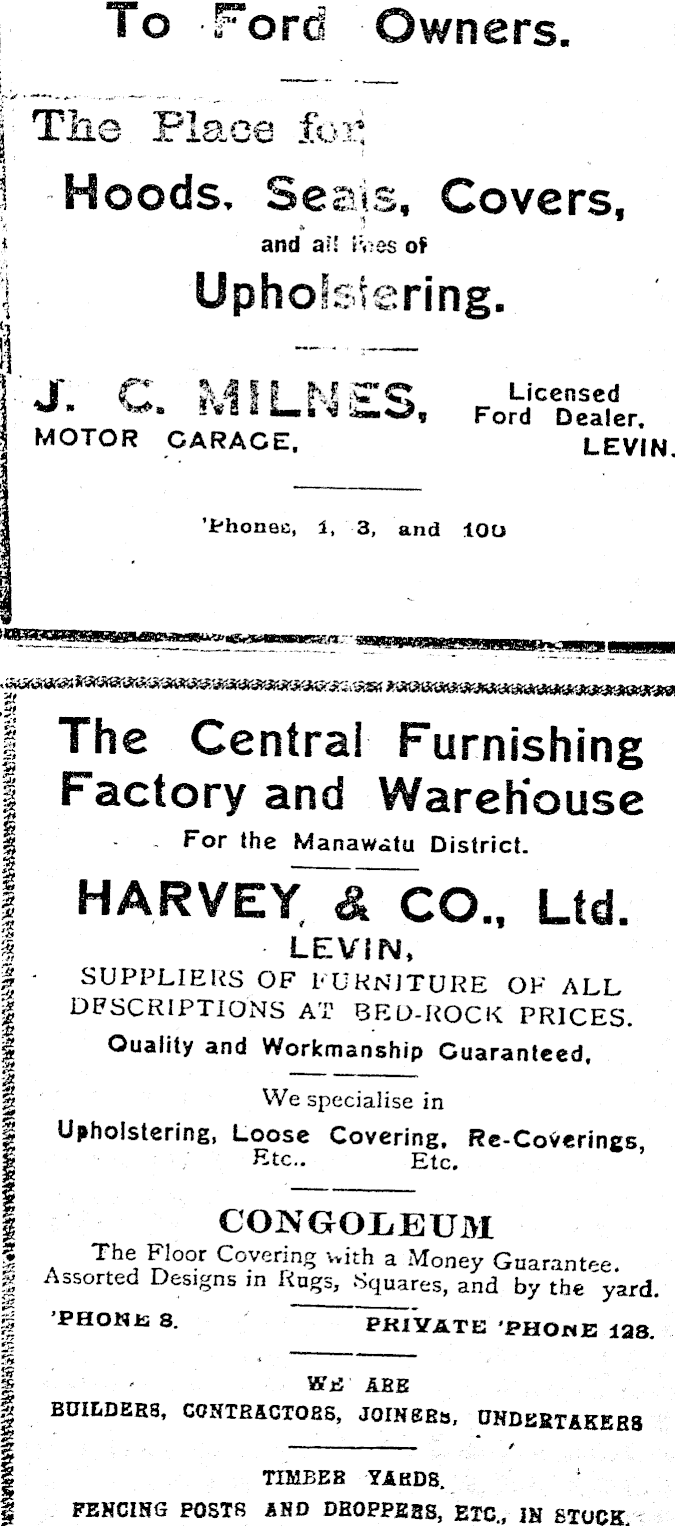 To Ford Owners.
The Place for
Hoods, Seats, Covers,
and all lines of
Upholstering.
J. C. MILNES,
Licensed
Ford Dealer,
MOTOR GARAGE,
LEVIN.
'Phones, 1, 3, and 100
The Central Furnishing
Factory and Warehouse
For the Manawatu District.
HARVEY & CO., Ltd.
LEVIN,
SUPPLIERS OF FURNITURE OF ALL
DESCRIPTIONS AT BED-ROCK PRICES.
Quality and Workmanship Guaranteed,
We specialise in
Upholstering, Loose Covering, Re-Coverings,
Etc.. Etc.
CONGOLEUM
The Floor Covering with a Money Guarantee.
Assorted Designs in Rugs, Squares, and by the yard.
'PHONE 8. PRIVATE 'PHONE 128.
WE ARE
BUILDERS, CONTRACTORS, JOINERS, UNDERTAKERS
TIMBER YARDS.
FENCING POSTS AND DROPPERS, ETC., IN STOCK.